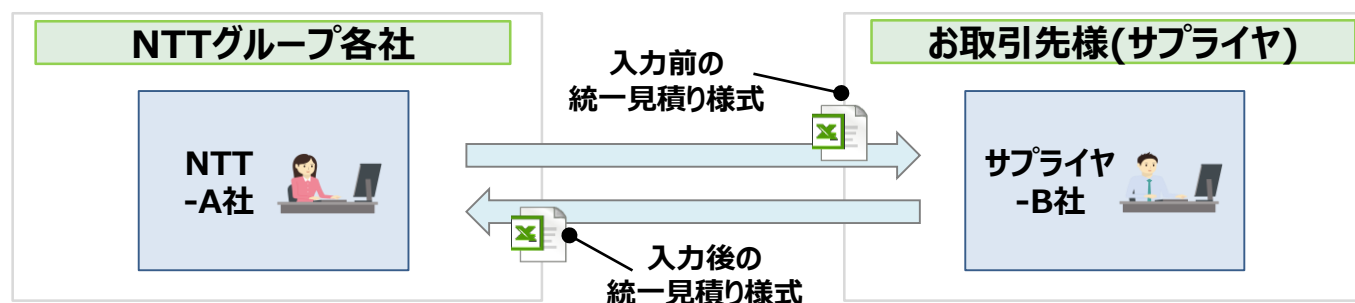 NTTグループ各社
お取引先様(サプライヤ)
入力前の
統一見積り様式
NTT
-A社
サプライヤ
-B社
入力後の
統一見積り様式